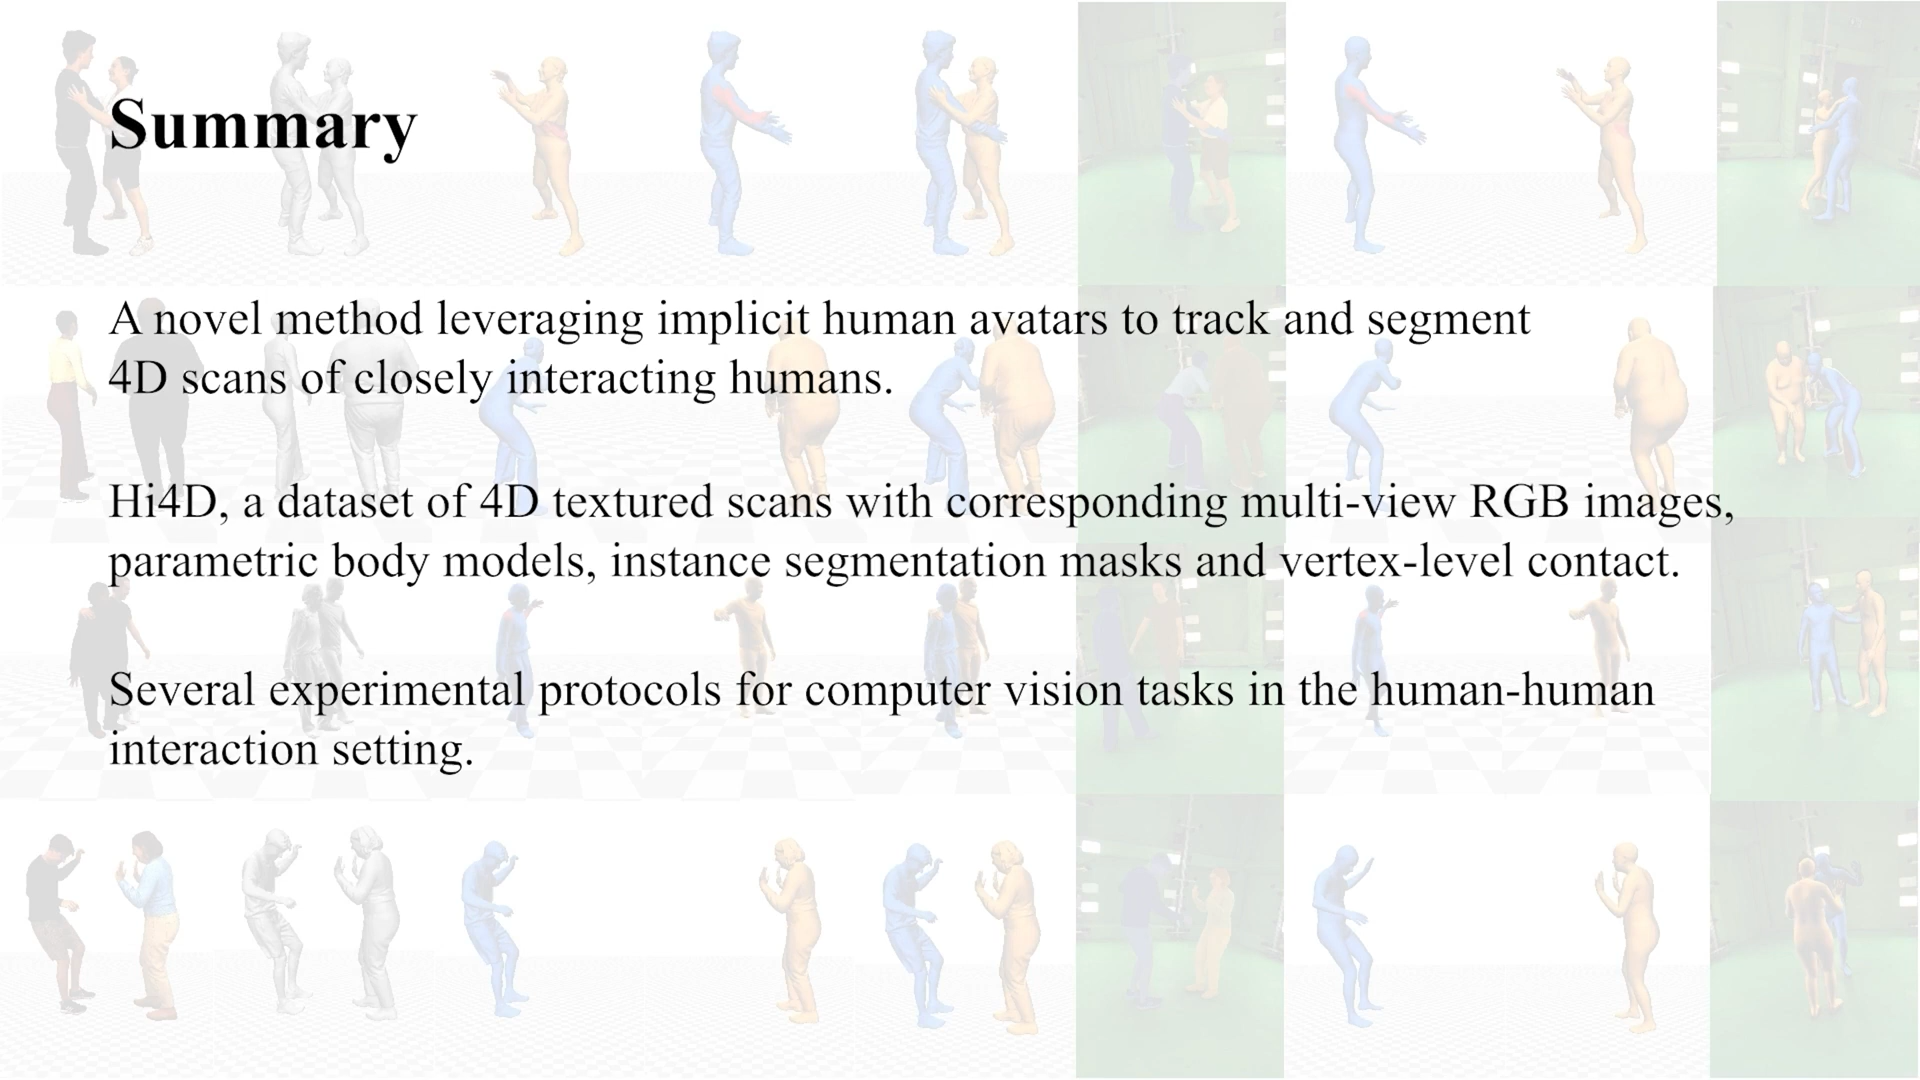 Summary
A novel method leveraging implicit human avatars to track and segment
4D scans of closely interacting humans.
Hi4D, a dataset of 4D textured scans with corresponding multi-view RGB images,
parametric body models, instance segmentation masks and vertex-level contact.
Several experimental protocols for computer vision tasks in the human-human
interaction setting.